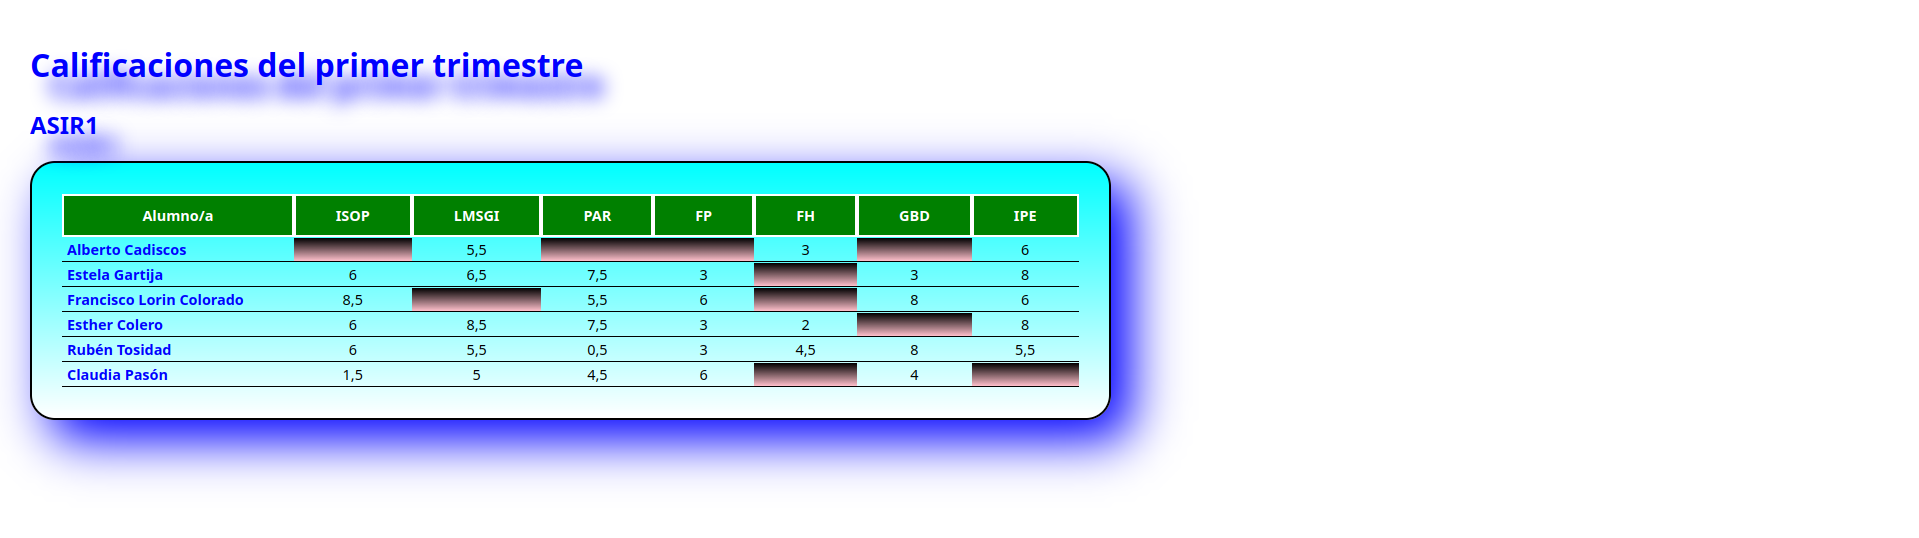 Calificaciones del primer trimestre
ASIR1
Alumno/a ISOP LMSGI PAR FP FH GBD IPE
Alberto Cadiscos 5,5 3 6
Estela Gartija 6 6,5 7,5 3 3 8
Francisco Lorin Colorado 8,5 5,5 6 8 6
Esther Colero 6 8,5 7,5 3 2 8
Rubén Tosidad 6 5,5 0,5 3 4,5 8 5,5
Claudia Pasón 1,5 5 4,5 6 4